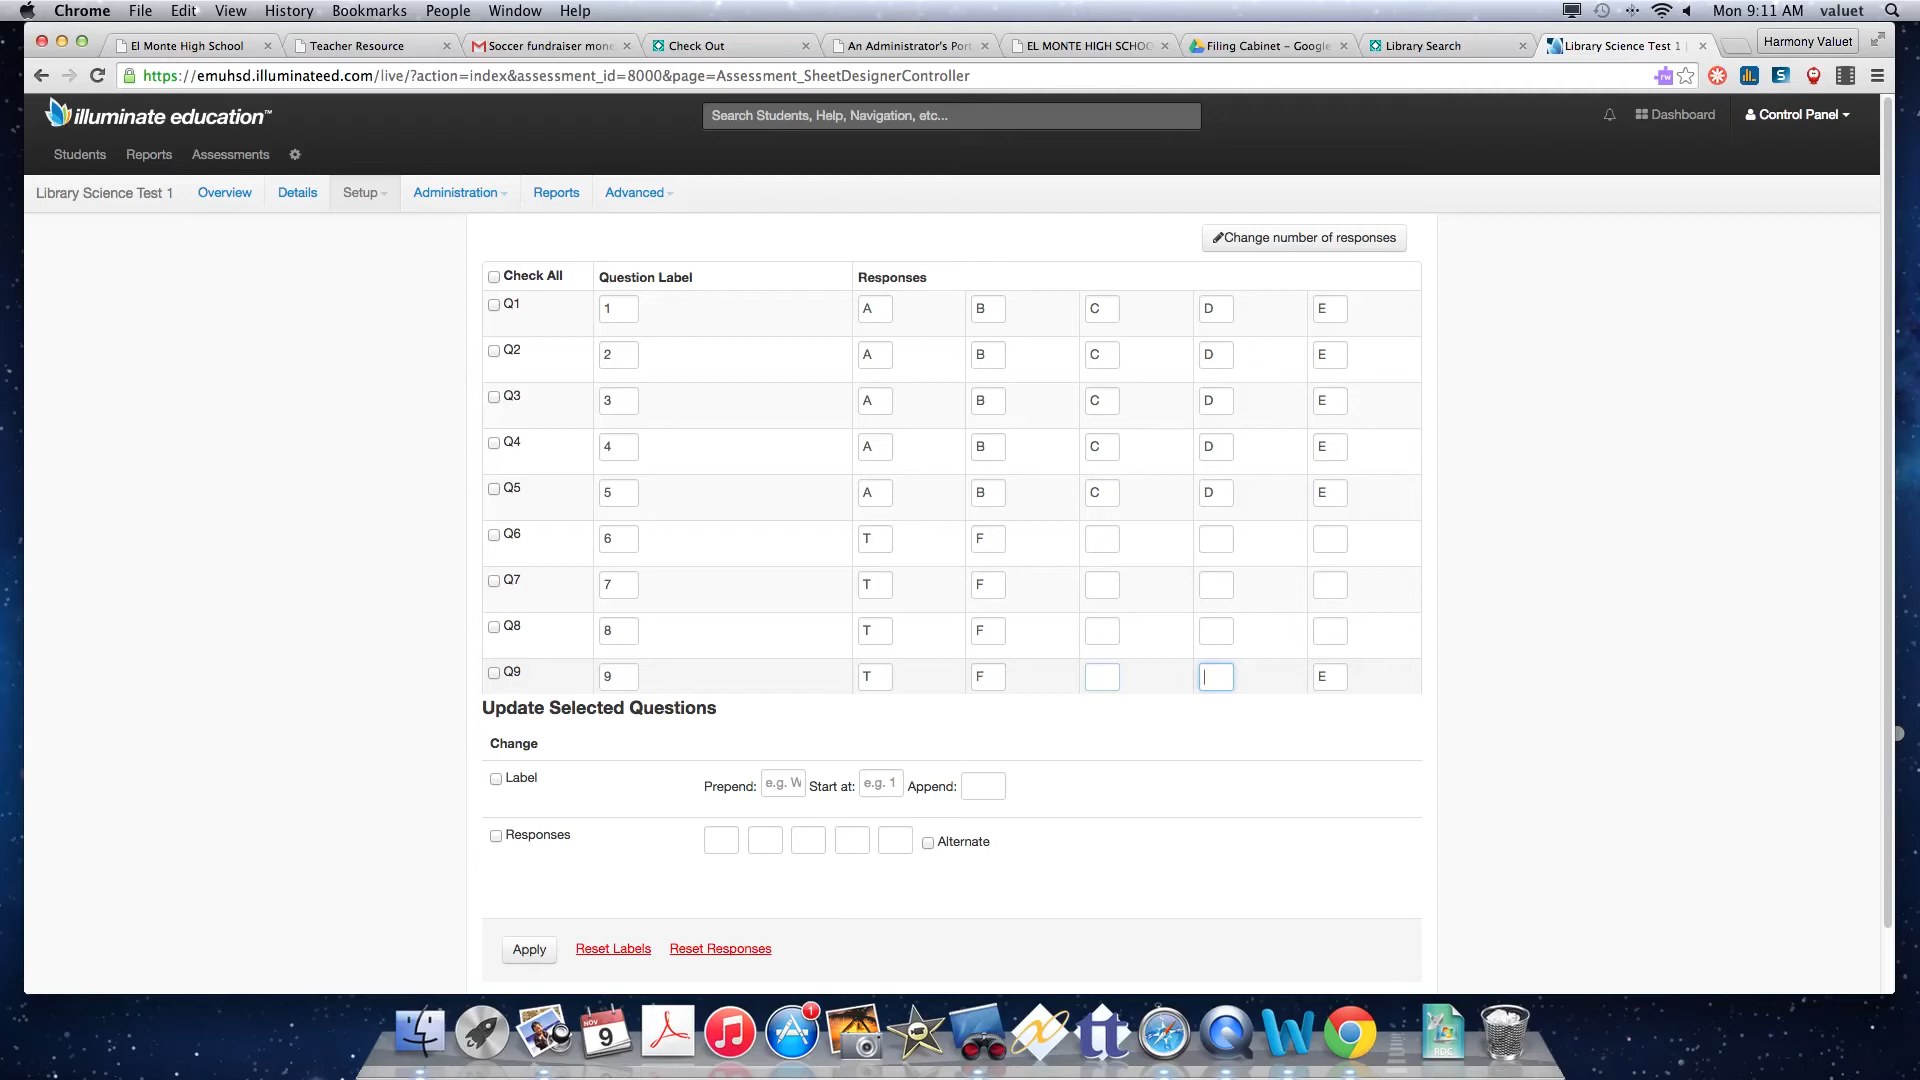 Chrome File Edit View History Bookmarks People Window Help Mon 9:11 AM valuet
El Monte High School Teacher Resource Soccer fundraiser mone Check Out An Administrator's Port EL MONTE HIGH SCHOO Filing Cabinet – Google Library Search Library Science Test 1 Harmony Valuet
https://emuhsd.illuminateed.com/live/?action=index&assessment_id=8000&page=Assessment_SheetDesignerController rw S
illuminate education™ Search Students, Help, Navigation, etc... Dashboard Control Panel
Students Reports Assessments
Library Science Test 1 Overview Details Setup Administration Reports Advanced
Change number of responses
Check All Question Label Responses
Q1 1 A B C D E
Q2 2 A B C D E
Q3 3 A B C D E
Q4 4 A B C D E
Q5 5 A B C D E
Q6 6 T F
Q7 7 T F
Q8 8 T F
Q9 9 T F E
Update Selected Questions
Change
Label Prepend: e.g. W Start at: e.g. 1 Append:
Responses Alternate
Apply Reset Labels Reset Responses
NOV 9 1 tt W RDC